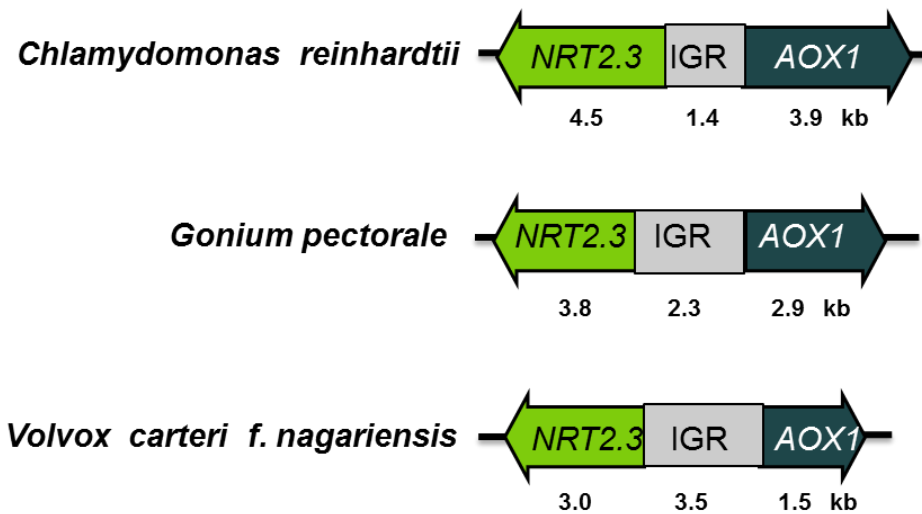 Chlamydomonas reinhardtii NRT2.3 IGR AOX1
4.5 1.4 3.9 kb
Gonium pectorale NRT2.3 IGR AOX1
3.8 2.3 2.9 kb
Volvox carteri f. nagariensis NRT2.3 IGR AOX1
3.0 3.5 1.5 kb